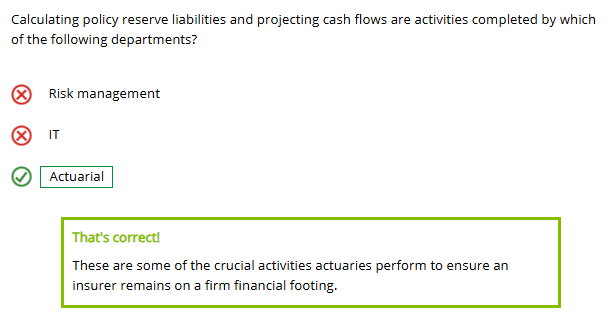 Calculating policy reserve liabilities and projecting cash flows are activities completed by which
of the following departments?
Risk management
IT
Actuarial
That's correct!
These are some of the crucial activities actuaries perform to ensure an
insurer remains on a firm financial footing.